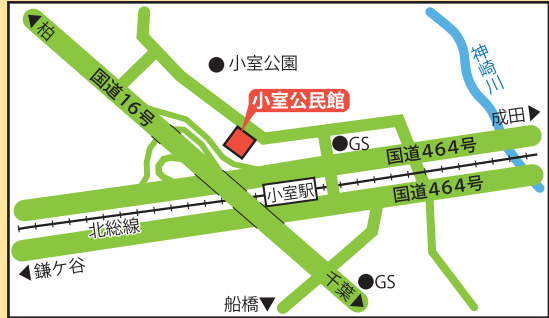 柏
国道16号
小室公園
小室公民館
神崎川
成田
GS
国道464号
小室駅
国道464号
北総線
鎌ケ谷
船橋
千葉
GS